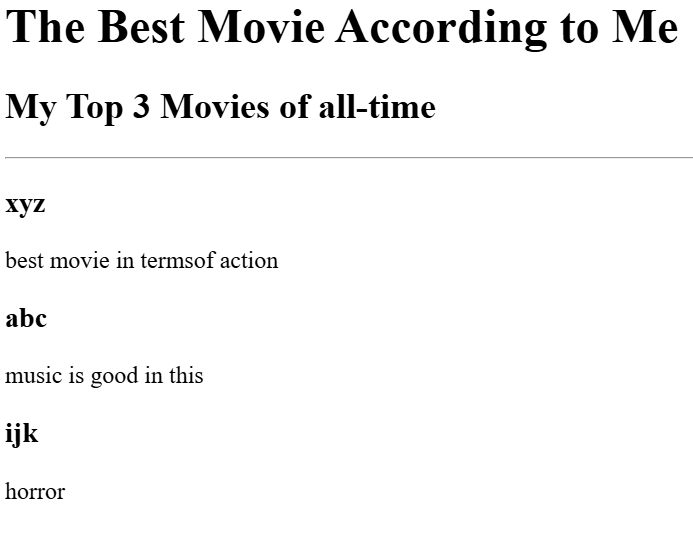 The Best Movie According to Me
My Top 3 Movies of all-time
xyz
best movie in termsof action
abc
music is good in this
ijk
horror